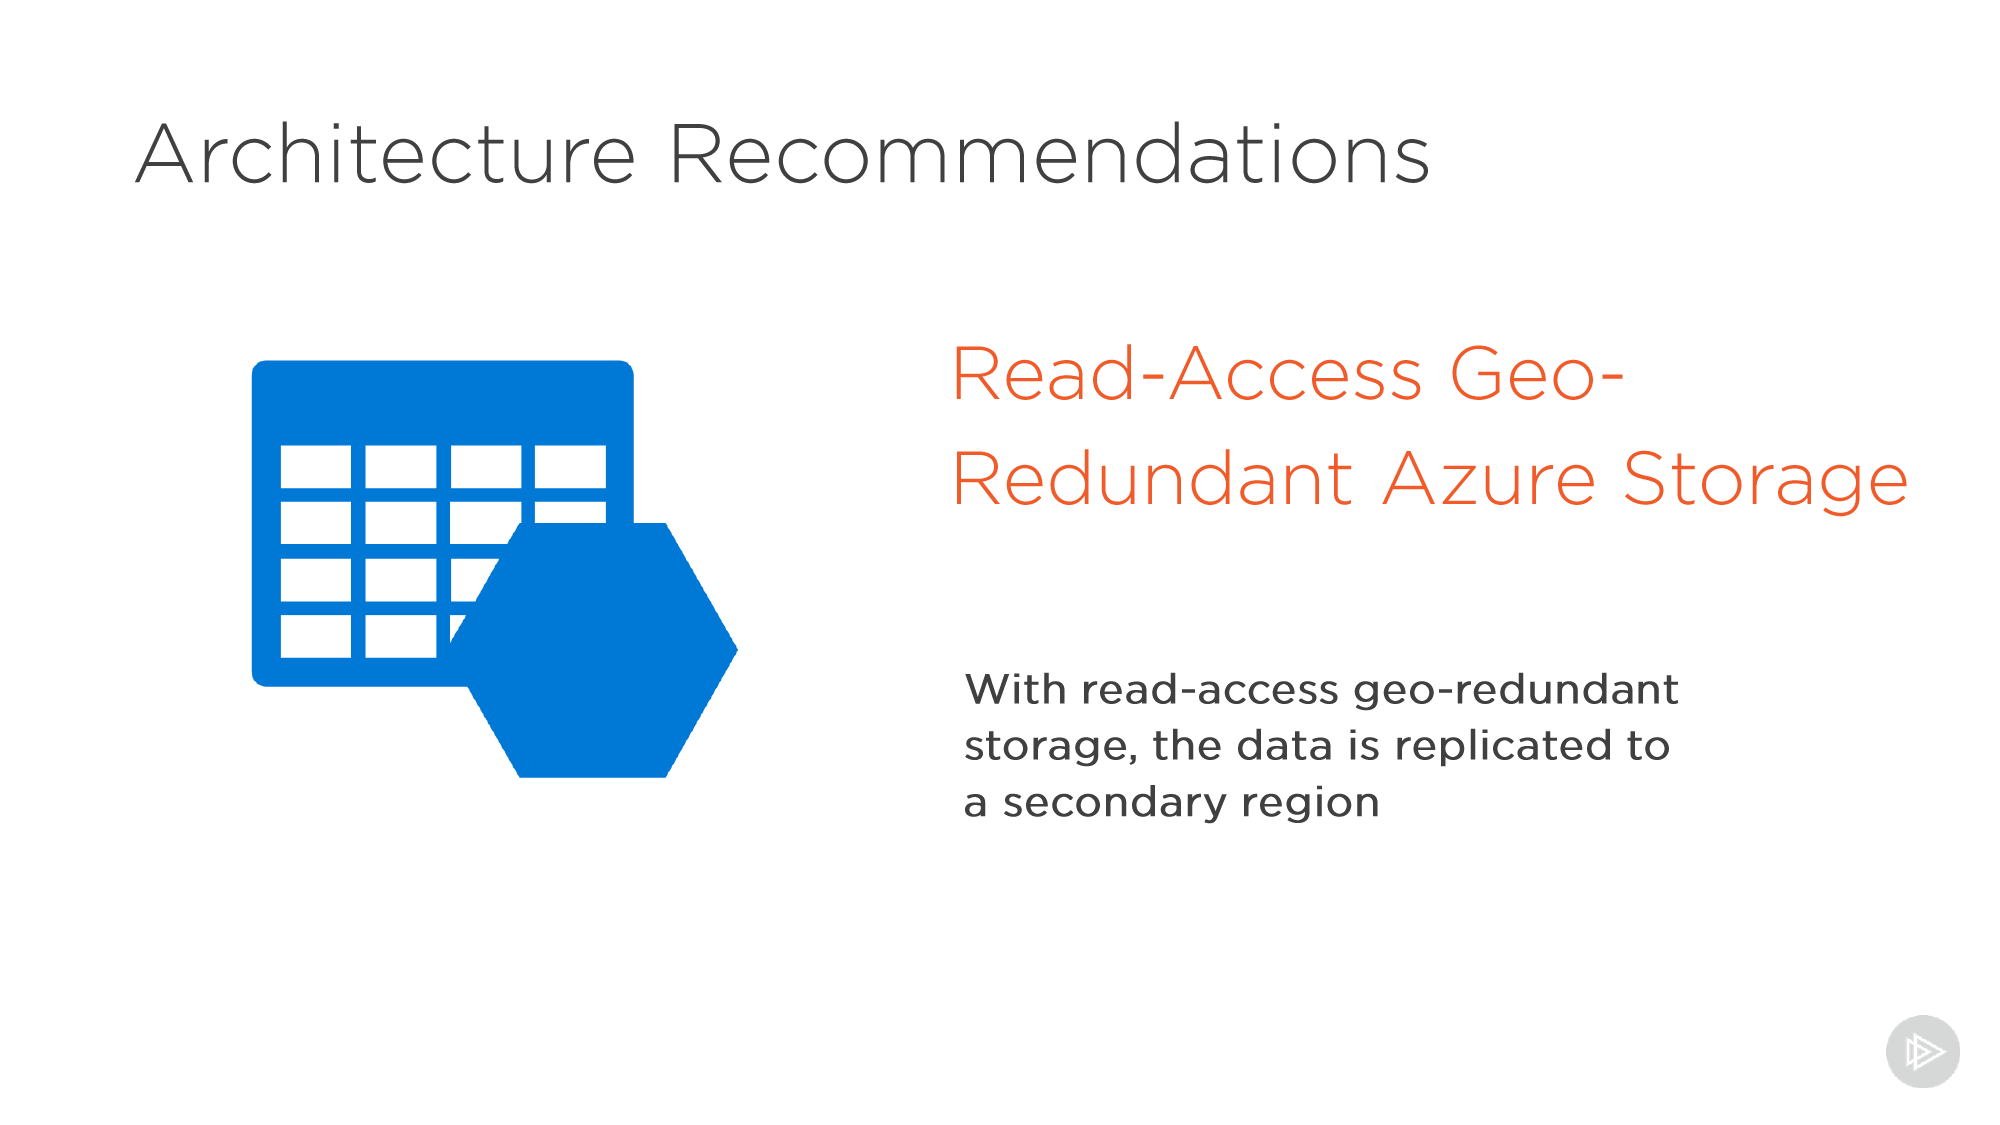 Architecture Recommendations
Read-Access Geo-
Redundant Azure Storage
With read-access geo-redundant
storage, the data is replicated to
a secondary region